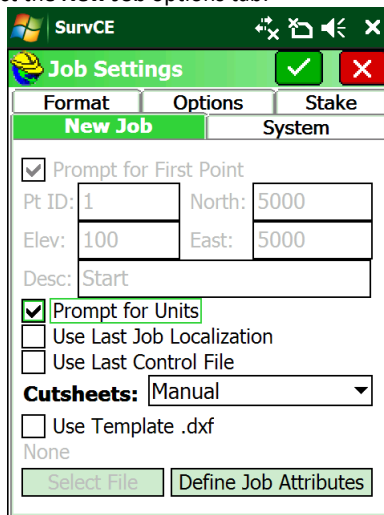 SurvCE
Job Settings
Format Options Stake
New Job System
Prompt for First Point
Pt ID: 1 North: 5000
Elev: 100 East: 5000
Desc: Start
Prompt for Units
Use Last Job Localization
Use Last Control File
Cutsheets: Manual
Use Template .dxf
None
Select File Define Job Attributes